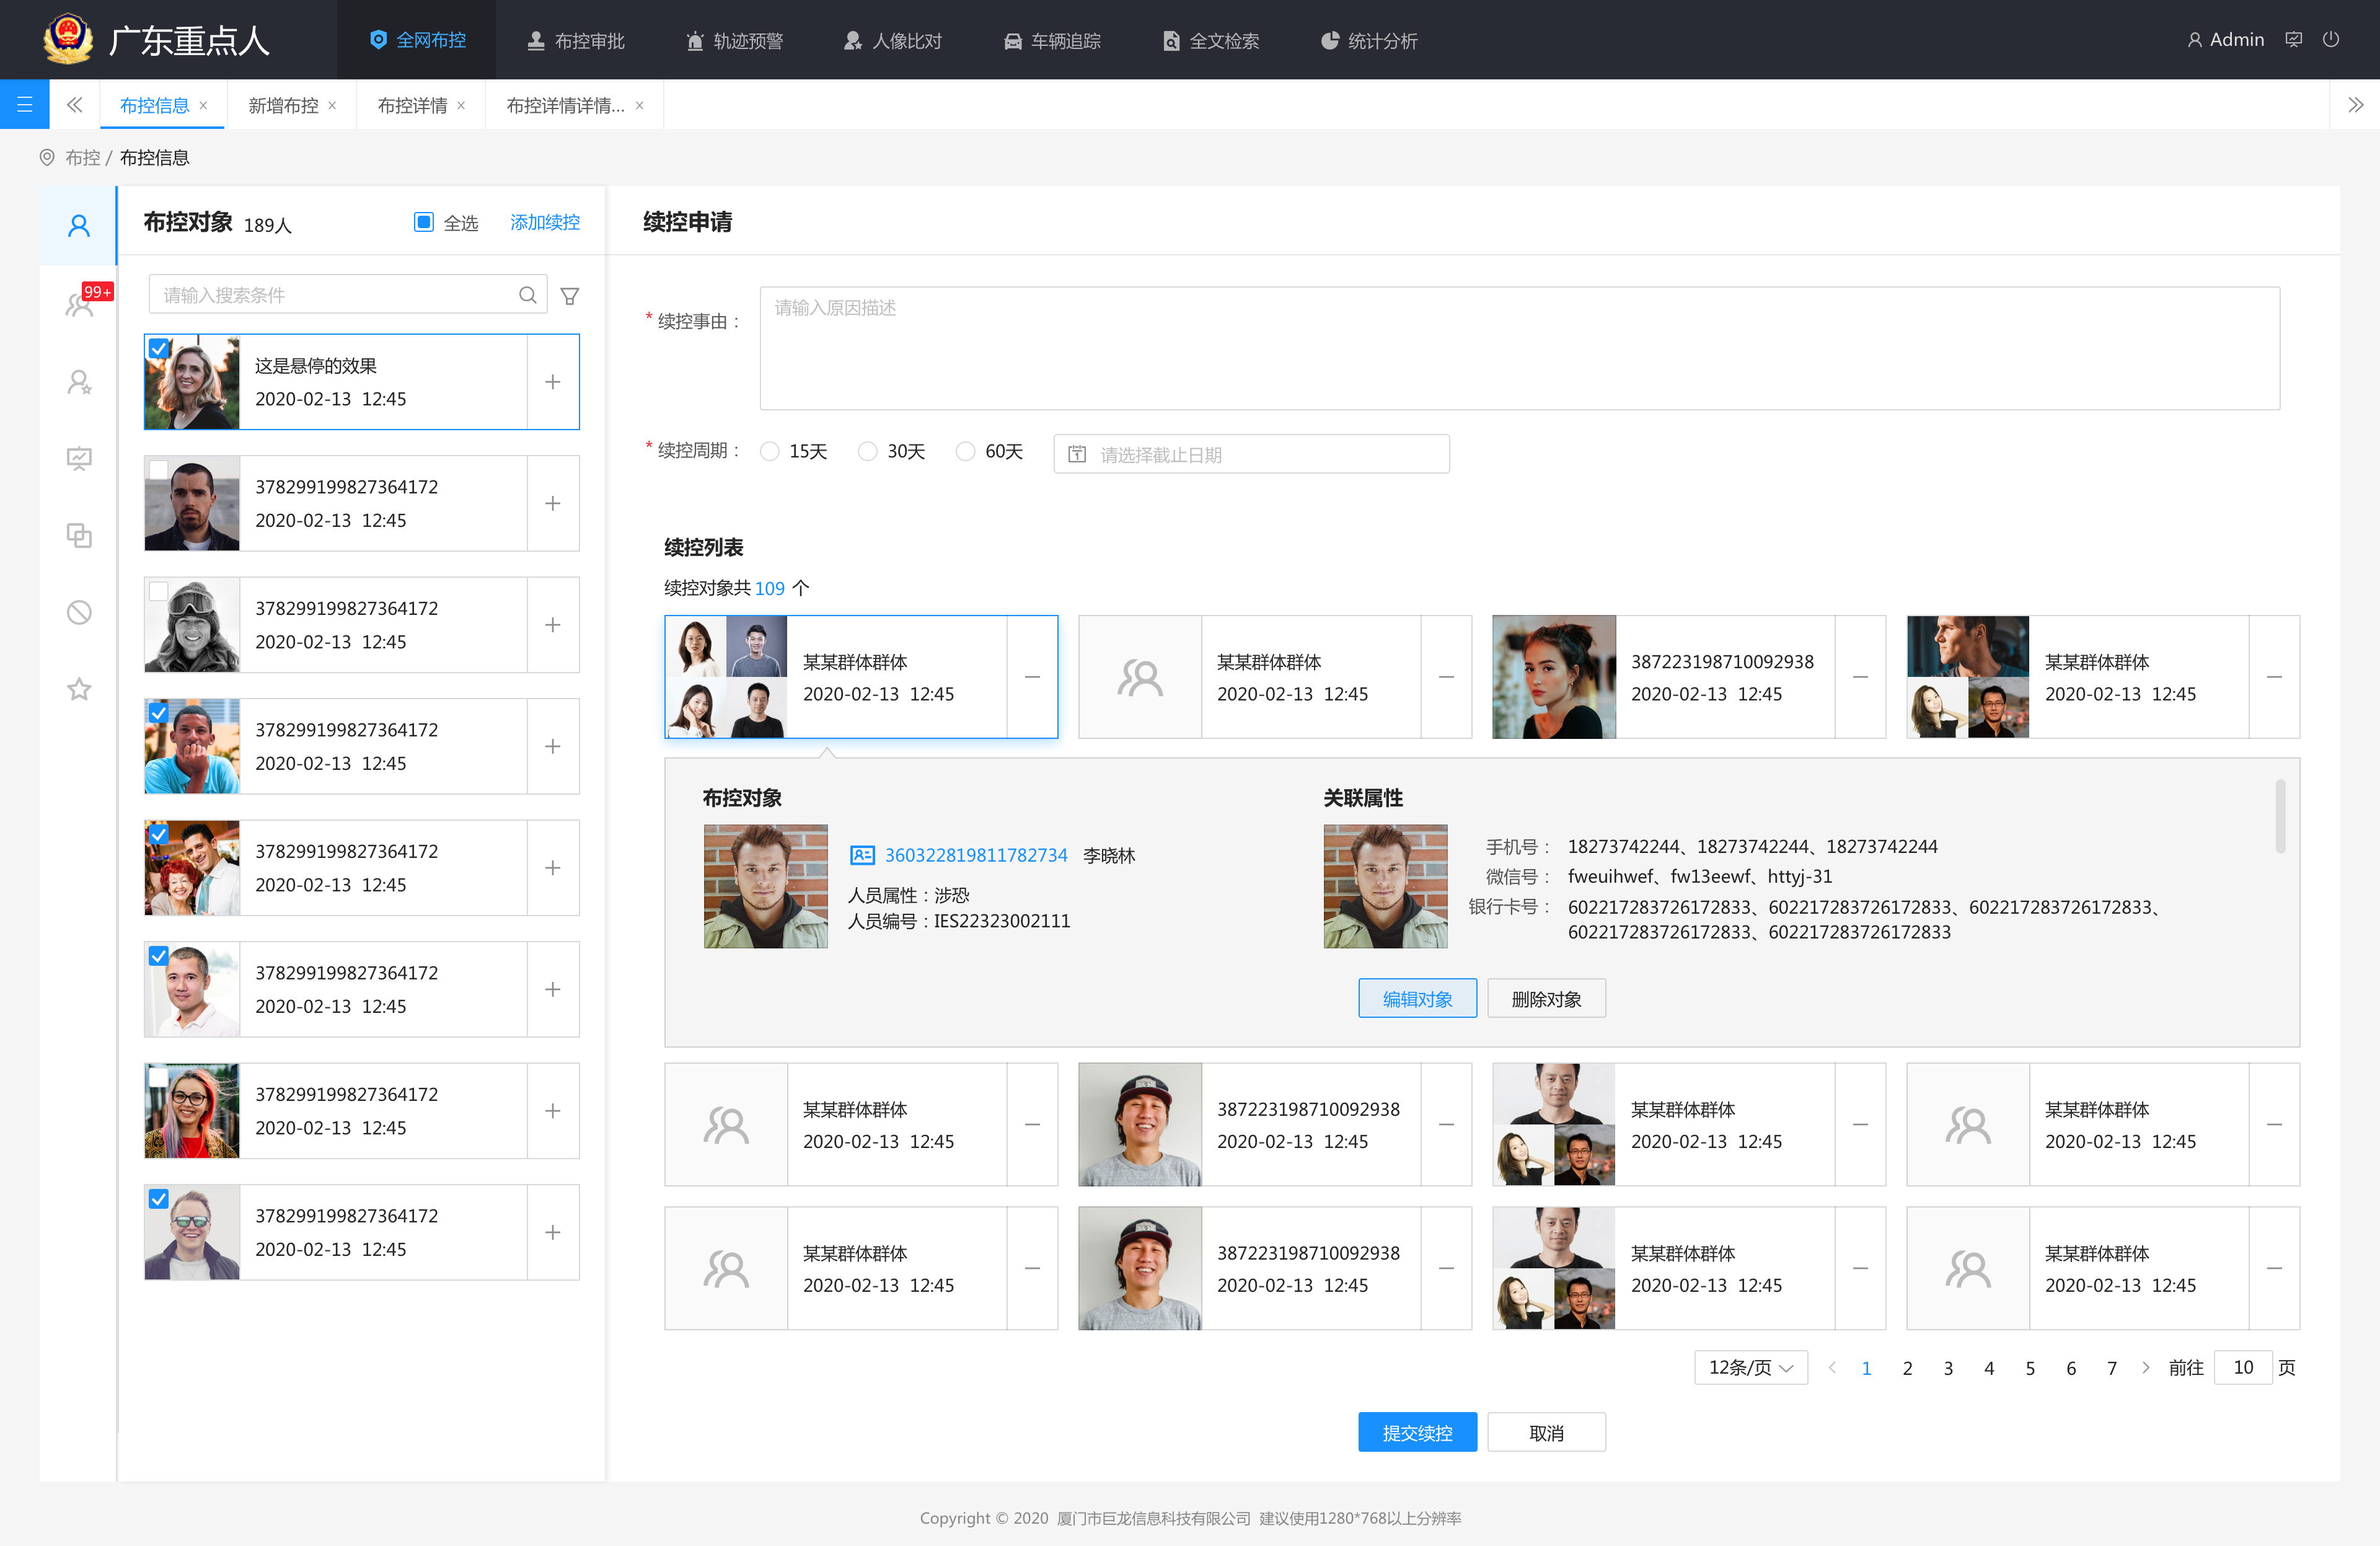 广东重点人
全网布控
布控审批
轨迹预警
人像比对
车辆追踪
全文检索
统计分析
Admin
布控信息 ×
新增布控 ×
布控详情 ×
布控详情详情... ×
布控 / 布控信息
99+
布控对象 189人
全选
添加续控
请输入搜索条件
这是悬停的效果
2020-02-13 12:45
378299199827364172
2020-02-13 12:45
378299199827364172
2020-02-13 12:45
378299199827364172
2020-02-13 12:45
378299199827364172
2020-02-13 12:45
378299199827364172
2020-02-13 12:45
378299199827364172
2020-02-13 12:45
378299199827364172
2020-02-13 12:45
续控申请
* 续控事由：
请输入原因描述
* 续控周期：
15天
30天
60天
请选择截止日期
续控列表
续控对象共 109 个
某某群体群体
2020-02-13 12:45
某某群体群体
2020-02-13 12:45
387223198710092938
2020-02-13 12:45
某某群体群体
2020-02-13 12:45
布控对象
360322819811782734 李晓林
人员属性：涉恐
人员编号：IES22323002111
关联属性
手机号： 18273742244、18273742244、18273742244
微信号： fweuihwef、fw13eewf、httyj-31
银行卡号： 602217283726172833、602217283726172833、602217283726172833、
602217283726172833、602217283726172833
编辑对象
删除对象
某某群体群体
2020-02-13 12:45
387223198710092938
2020-02-13 12:45
某某群体群体
2020-02-13 12:45
某某群体群体
2020-02-13 12:45
某某群体群体
2020-02-13 12:45
387223198710092938
2020-02-13 12:45
某某群体群体
2020-02-13 12:45
某某群体群体
2020-02-13 12:45
12条/页 1 2 3 4 5 6 7 前往 10 页
提交续控
取消
Copyright © 2020 厦门市巨龙信息科技有限公司 建议使用1280*768以上分辨率